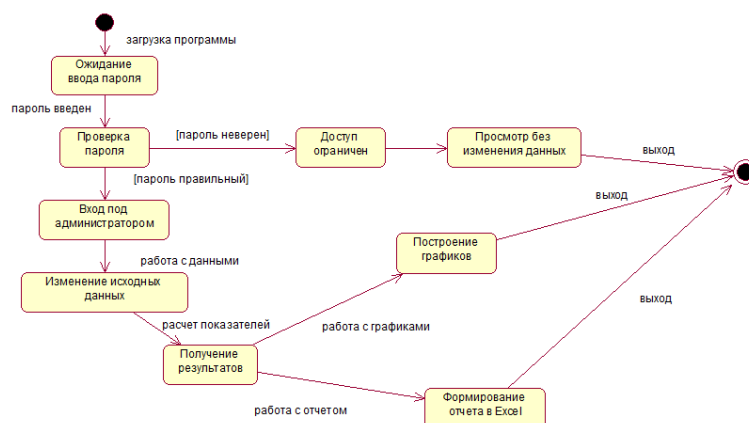 загрузка программы
Ожидание
ввода пароля
пароль введен
Проверка
пароля
[пароль неверен]
Доступ
ограничен
Просмотр без
изменения данных
выход
[пароль правильный]
Вход под
администратором
выход
Построение
графиков
работа с данными
Изменение исходных
данных
выход
расчет показателей
работа с графиками
Получение
результатов
работа с отчетом
Формирование
отчета в Excel